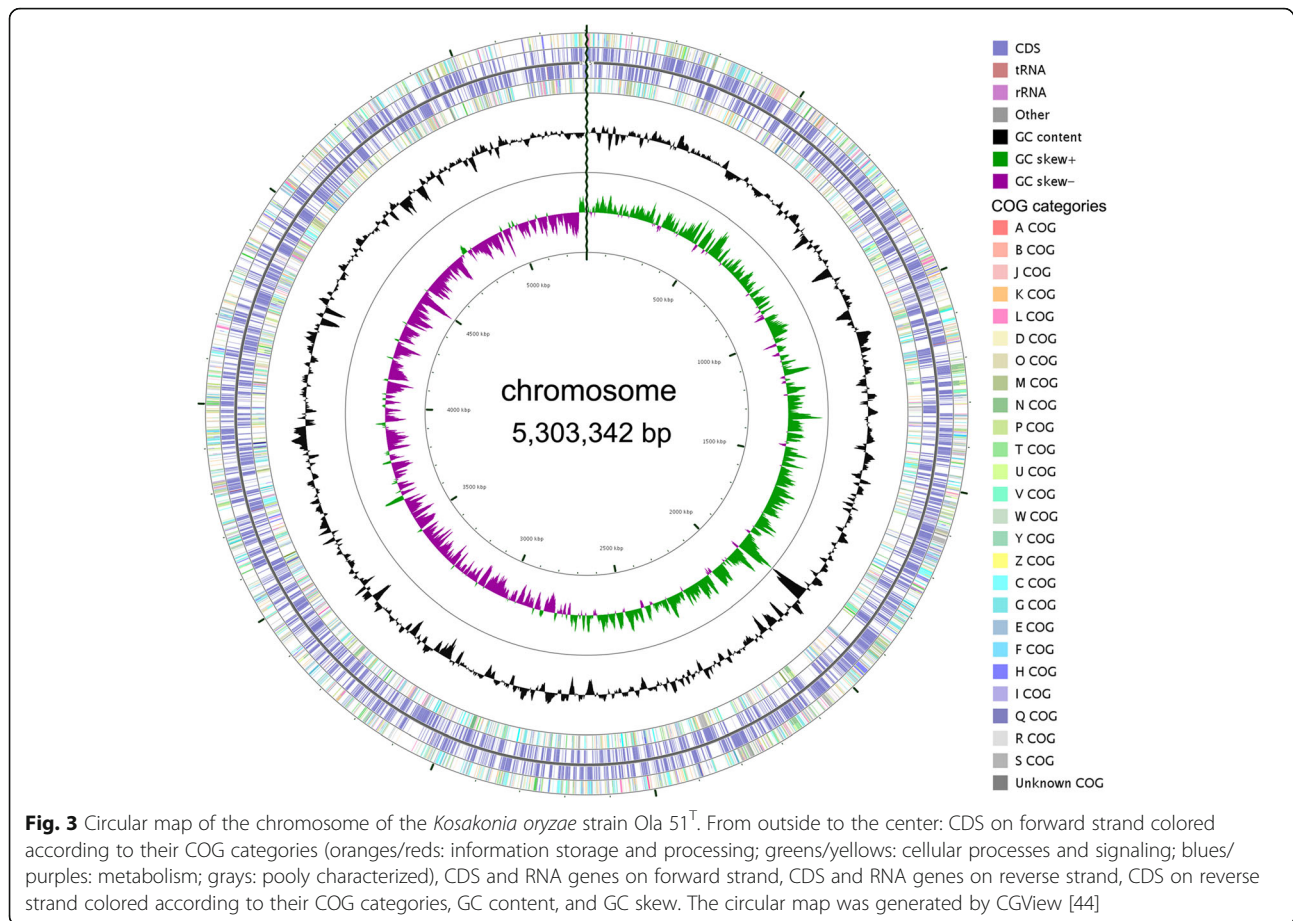 CDS
tRNA
rRNA
Other
GC content
GC skew+
GC skew−
COG categories
A COG
B COG
J COG
K COG
L COG
D COG
O COG
M COG
N COG
P COG
T COG
U COG
V COG
W COG
Y COG
Z COG
C COG
G COG
E COG
F COG
H COG
I COG
Q COG
R COG
S COG
Unknown COG
5000 kbp
500 kbp
4500 kbp
1000 kbp
chromosome
4000 kbp
5,303,342 bp
1500 kbp
3500 kbp
2000 kbp
3000 kbp
2500 kbp
Fig. 3 Circular map of the chromosome of the Kosakonia oryzae strain Ola 51ᵀ. From outside to the center: CDS on forward strand colored
according to their COG categories (oranges/reds: information storage and processing; greens/yellows: cellular processes and signaling; blues/
purples: metabolism; grays: pooly characterized), CDS and RNA genes on forward strand, CDS and RNA genes on reverse strand, CDS on reverse
strand colored according to their COG categories, GC content, and GC skew. The circular map was generated by CGView [44]